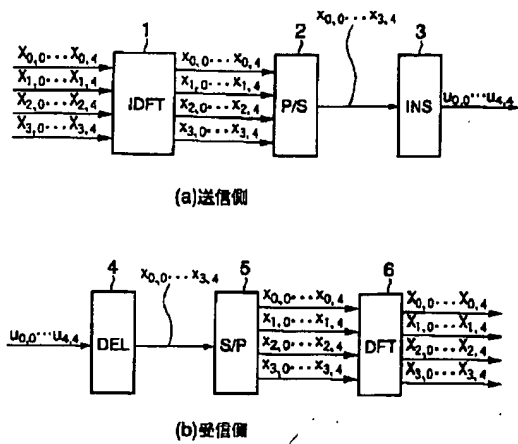 1
2
3
4
5
6
X0,0···X0,4
X1,0···X1,4
X2,0···X2,4
X3,0···X3,4
IDFT
x0,0···x0,4
x1,0···x1,4
x2,0···x2,4
x3,0···x3,4
P/S
x0,0···x3,4
INS
u0,0···u4,4
(a)送信側
u0,0···u4,4
DEL
x0,0···x3,4
S/P
x0,0···x0,4
x1,0···x1,4
x2,0···x2,4
x3,0···x3,4
DFT
X0,0···X0,4
X1,0···X1,4
X2,0···X2,4
X3,0···X3,4
(b)受信側